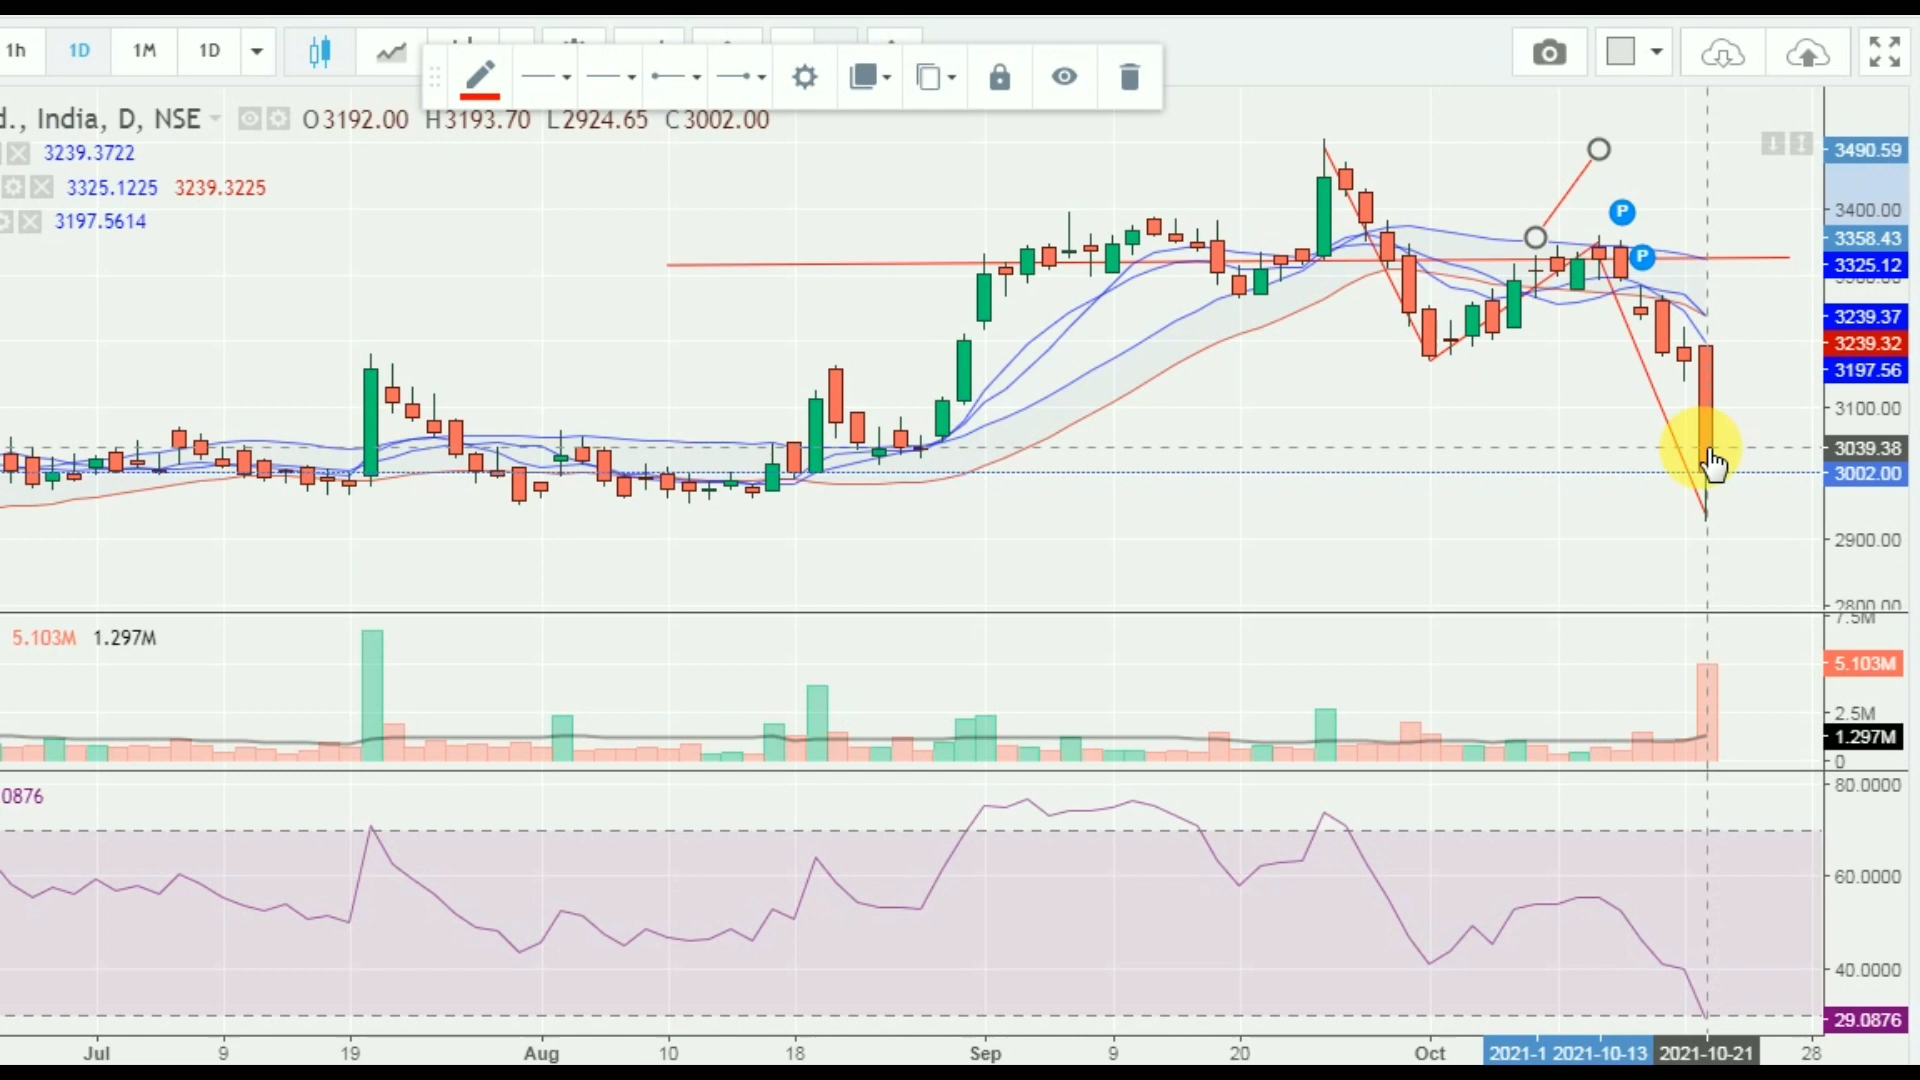 1h 1D 1M 1D
d., India, D, NSE O3192.00 H3193.70 L2924.65 C3002.00
3239.3722
3325.1225 3239.3225
3197.5614
3490.59
3400.00
P
3358.43
P
3325.12
3239.37
3239.32
3197.56
3100.00
3039.38
3002.00
2900.00
2800.00
7.5M
5.103M 1.297M
5.103M
2.5M
1.297M
0
80.0000
0876
60.0000
40.0000
29.0876
Jul 9 19 Aug 10 18 Sep 9 20 Oct 2021-1 2021-10-13 2021-10-21 28